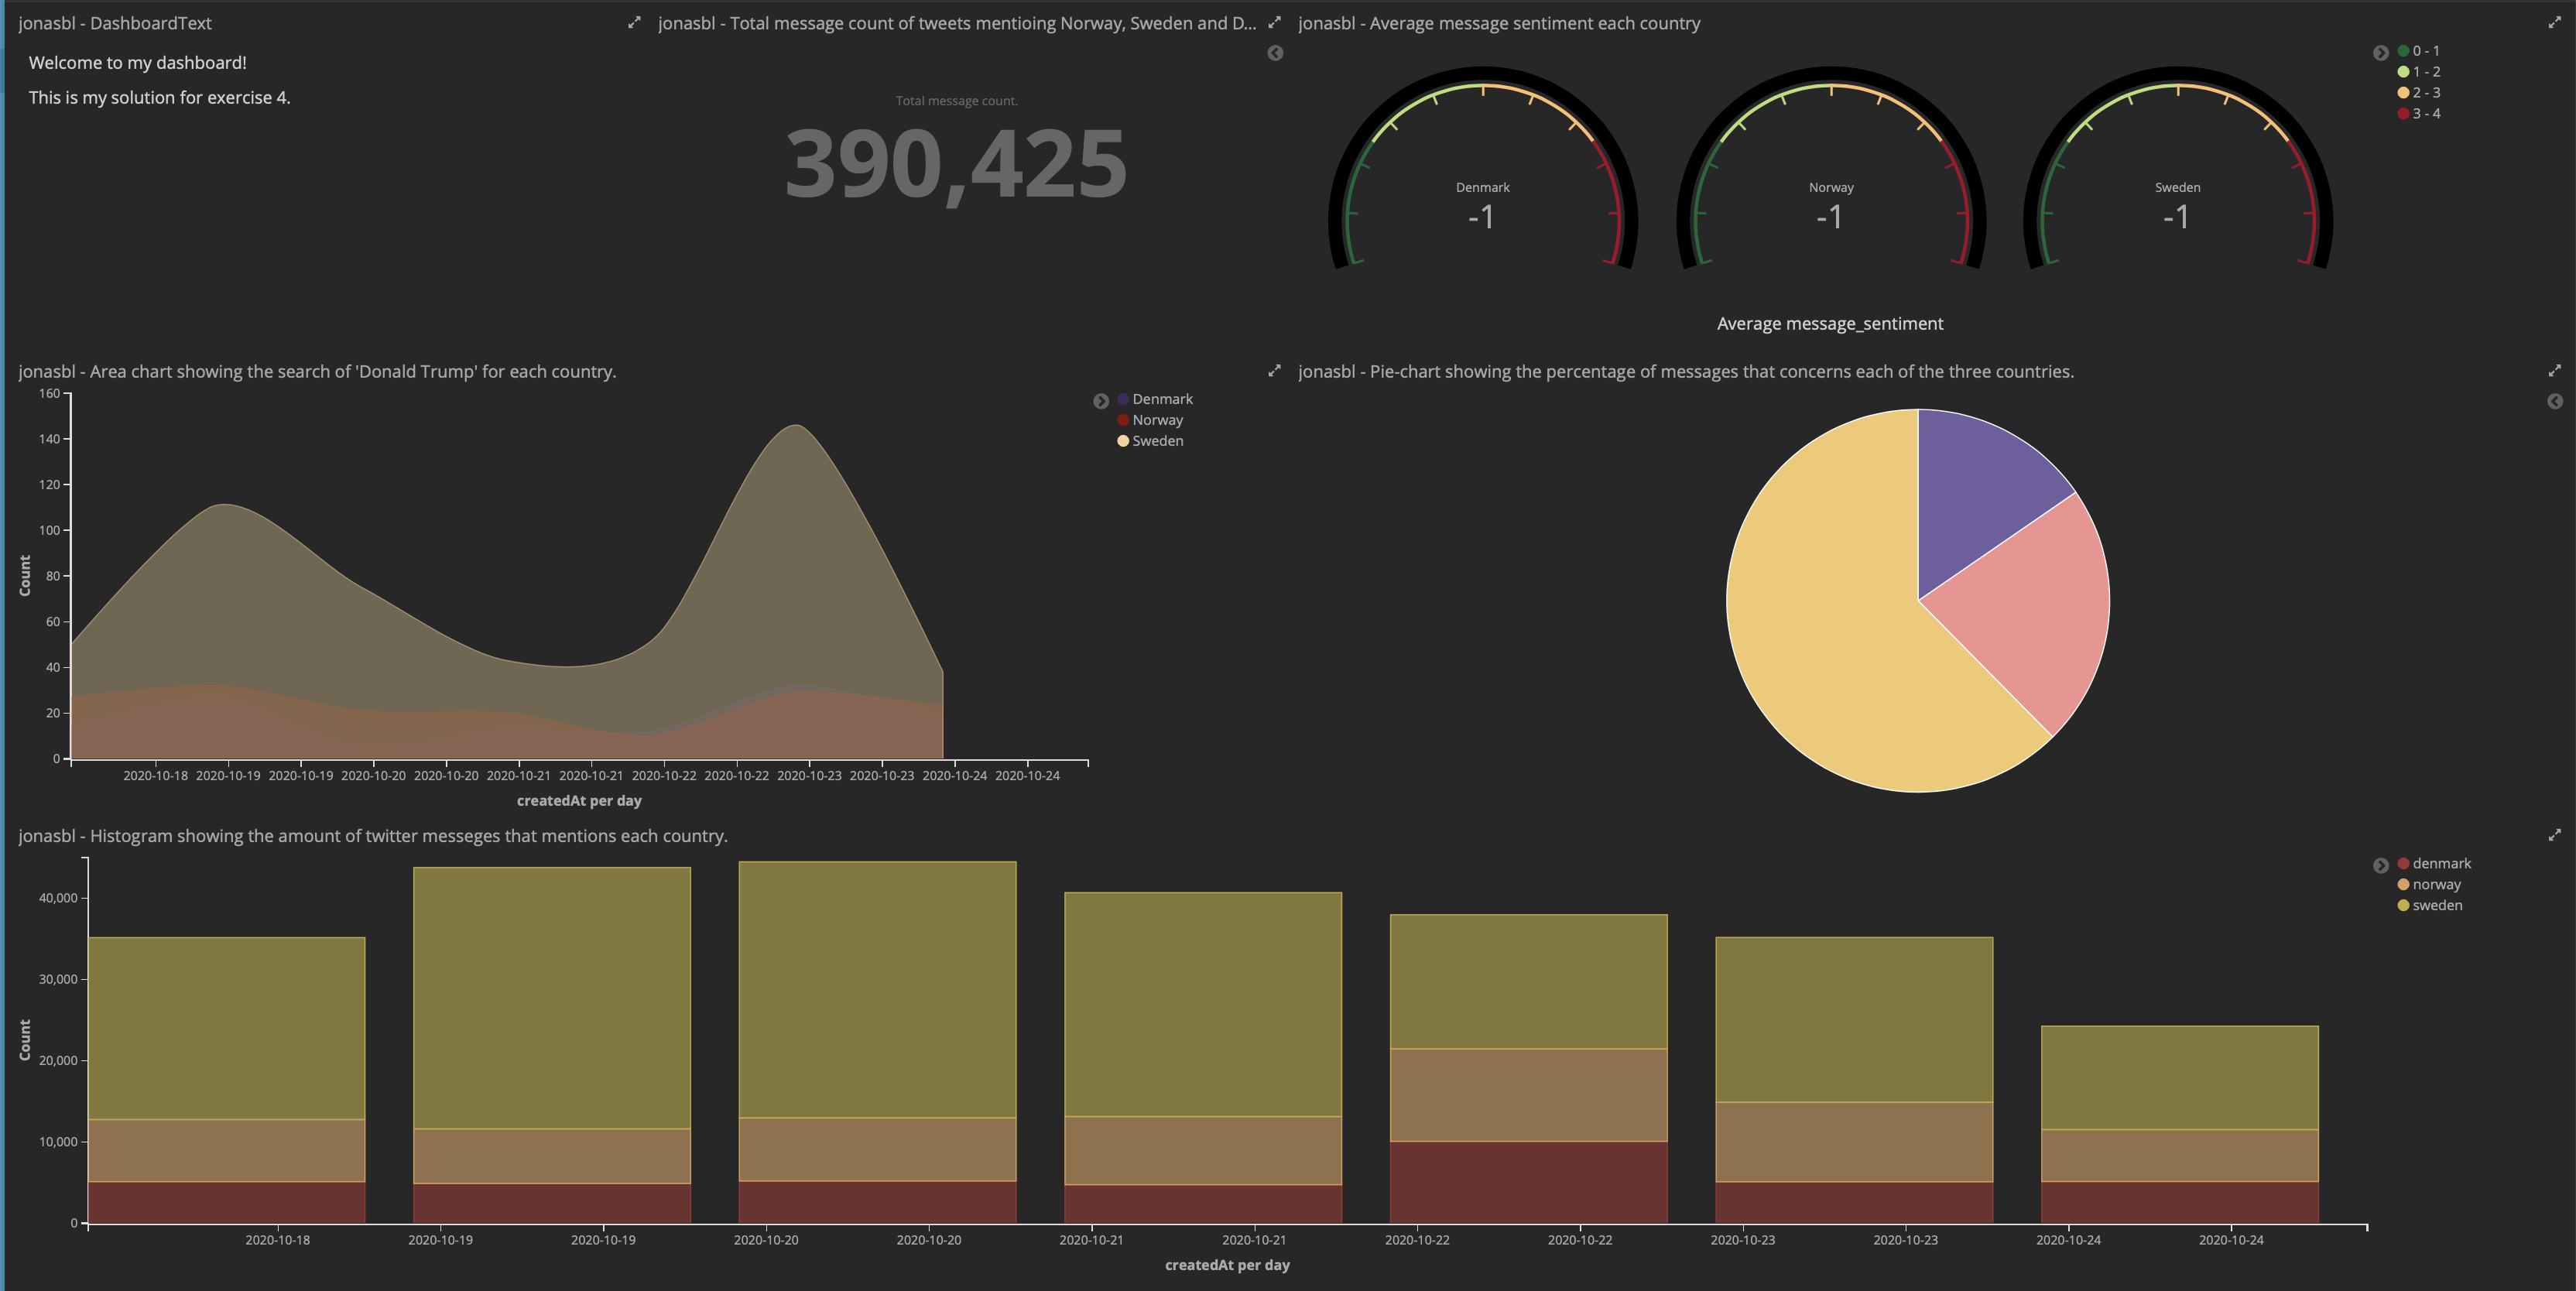 jonasbl - DashboardText
Welcome to my dashboard!
This is my solution for exercise 4.
jonasbl - Total message count of tweets mentioing Norway, Sweden and D...
Total message count.
390,425
jonasbl - Average message sentiment each country
Denmark
-1
Norway
-1
Sweden
-1
Average message_sentiment
0 - 1
1 - 2
2 - 3
3 - 4
jonasbl - Area chart showing the search of 'Donald Trump' for each country.
160
140
120
100
80
60
40
20
0
Count
2020-10-18 2020-10-19 2020-10-19 2020-10-20 2020-10-20 2020-10-21 2020-10-21 2020-10-22 2020-10-22 2020-10-23 2020-10-23 2020-10-24 2020-10-24
createdAt per day
Denmark
Norway
Sweden
jonasbl - Pie-chart showing the percentage of messages that concerns each of the three countries.
jonasbl - Histogram showing the amount of twitter messeges that mentions each country.
40,000
30,000
20,000
10,000
0
Count
2020-10-18 2020-10-19 2020-10-19 2020-10-20 2020-10-20 2020-10-21 2020-10-21 2020-10-22 2020-10-22 2020-10-23 2020-10-23 2020-10-24 2020-10-24
createdAt per day
denmark
norway
sweden